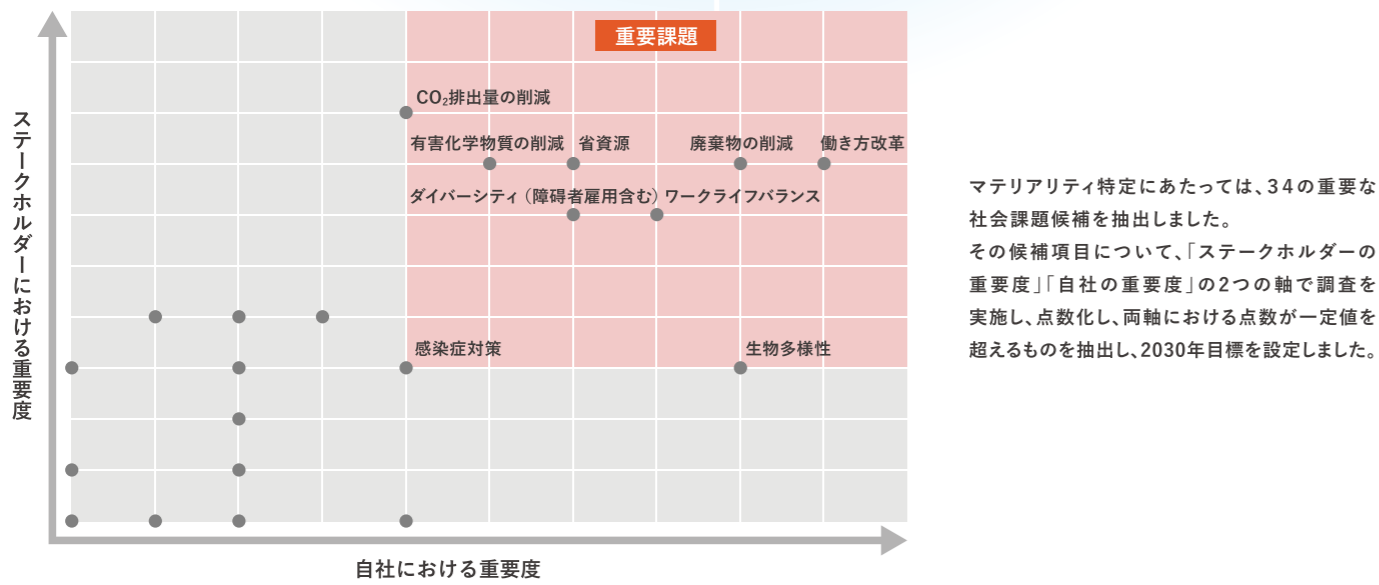 重要課題
CO₂排出量の削減
有害化学物質の削減
省資源
廃棄物の削減
働き方改革
ダイバーシティ（障碍者雇用含む）
ワークライフバランス
感染症対策
生物多様性
ステークホルダーにおける重要度
自社における重要度
マテリアリティ特定にあたっては、34の重要な
社会課題候補を抽出しました。
その候補項目について、「ステークホルダーの
重要度」「自社の重要度」の2つの軸で調査を
実施し、点数化し、両軸における点数が一定値を
超えるものを抽出し、2030年目標を設定しました。